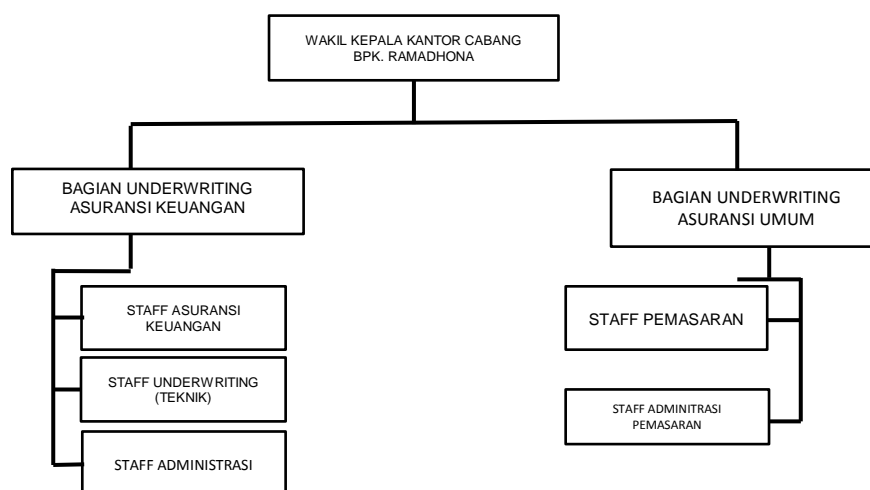 WAKIL KEPALA KANTOR CABANG
BPK. RAMADHONA
BAGIAN UNDERWRITING
ASURANSI KEUANGAN
BAGIAN UNDERWRITING
ASURANSI UMUM
STAFF ASURANSI
KEUANGAN
STAFF UNDERWRITING
(TEKNIK)
STAFF ADMINISTRASI
STAFF PEMASARAN
STAFF ADMINITRASI
PEMASARAN